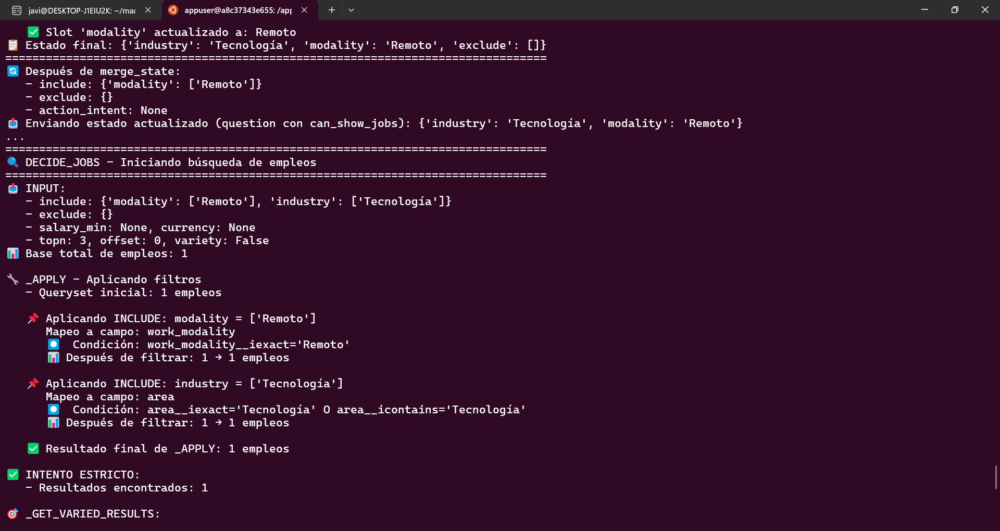 javi@DESKTOP-J1EIU2K: ~/mac
appuser@a8c37343e655: /app
✅ Slot 'modality' actualizado a: Remoto
📋 Estado final: {'industry': 'Tecnología', 'modality': 'Remoto', 'exclude': []}
================================================================================
🔄 Después de merge_state:
- include: {'modality': ['Remoto']}
- exclude: {}
- action_intent: None
📤 Enviando estado actualizado (question con can_show_jobs): {'industry': 'Tecnología', 'modality': 'Remoto'}
...
================================================================================
🔍 DECIDE_JOBS - Iniciando búsqueda de empleos
================================================================================
📥 INPUT:
- include: {'modality': ['Remoto'], 'industry': ['Tecnología']}
- exclude: {}
- salary_min: None, currency: None
- topn: 3, offset: 0, variety: False
📊 Base total de empleos: 1
🔧 _APPLY - Aplicando filtros
- Queryset inicial: 1 empleos
📌 Aplicando INCLUDE: modality = ['Remoto']
Mapeo a campo: work_modality
⏺ Condición: work_modality__iexact='Remoto'
📊 Después de filtrar: 1 → 1 empleos
📌 Aplicando INCLUDE: industry = ['Tecnología']
Mapeo a campo: area
⏺ Condición: area__iexact='Tecnología' O area__icontains='Tecnología'
📊 Después de filtrar: 1 → 1 empleos
✅ Resultado final de _APPLY: 1 empleos
✅ INTENTO ESTRICTO:
- Resultados encontrados: 1
🎯 _GET_VARIED_RESULTS: